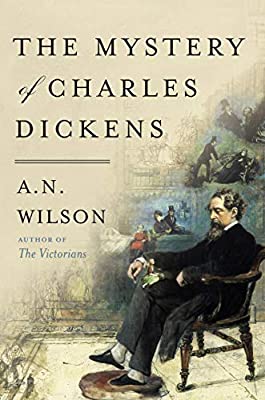 THE MYSTERY
of CHARLES
DICKENS
A.N.
WILSON
AUTHOR OF
The Victorians